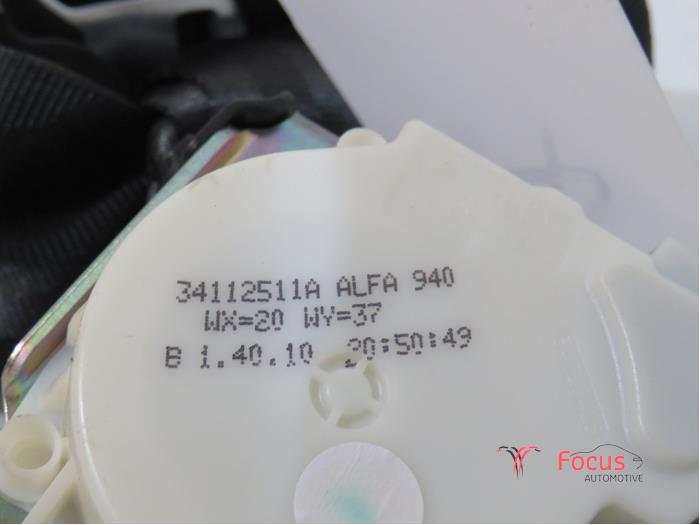 34112511A ALFA 940
WX=20 WY=37
B 1.40.10 20:50:49
Focus
AUTOMOTIVE